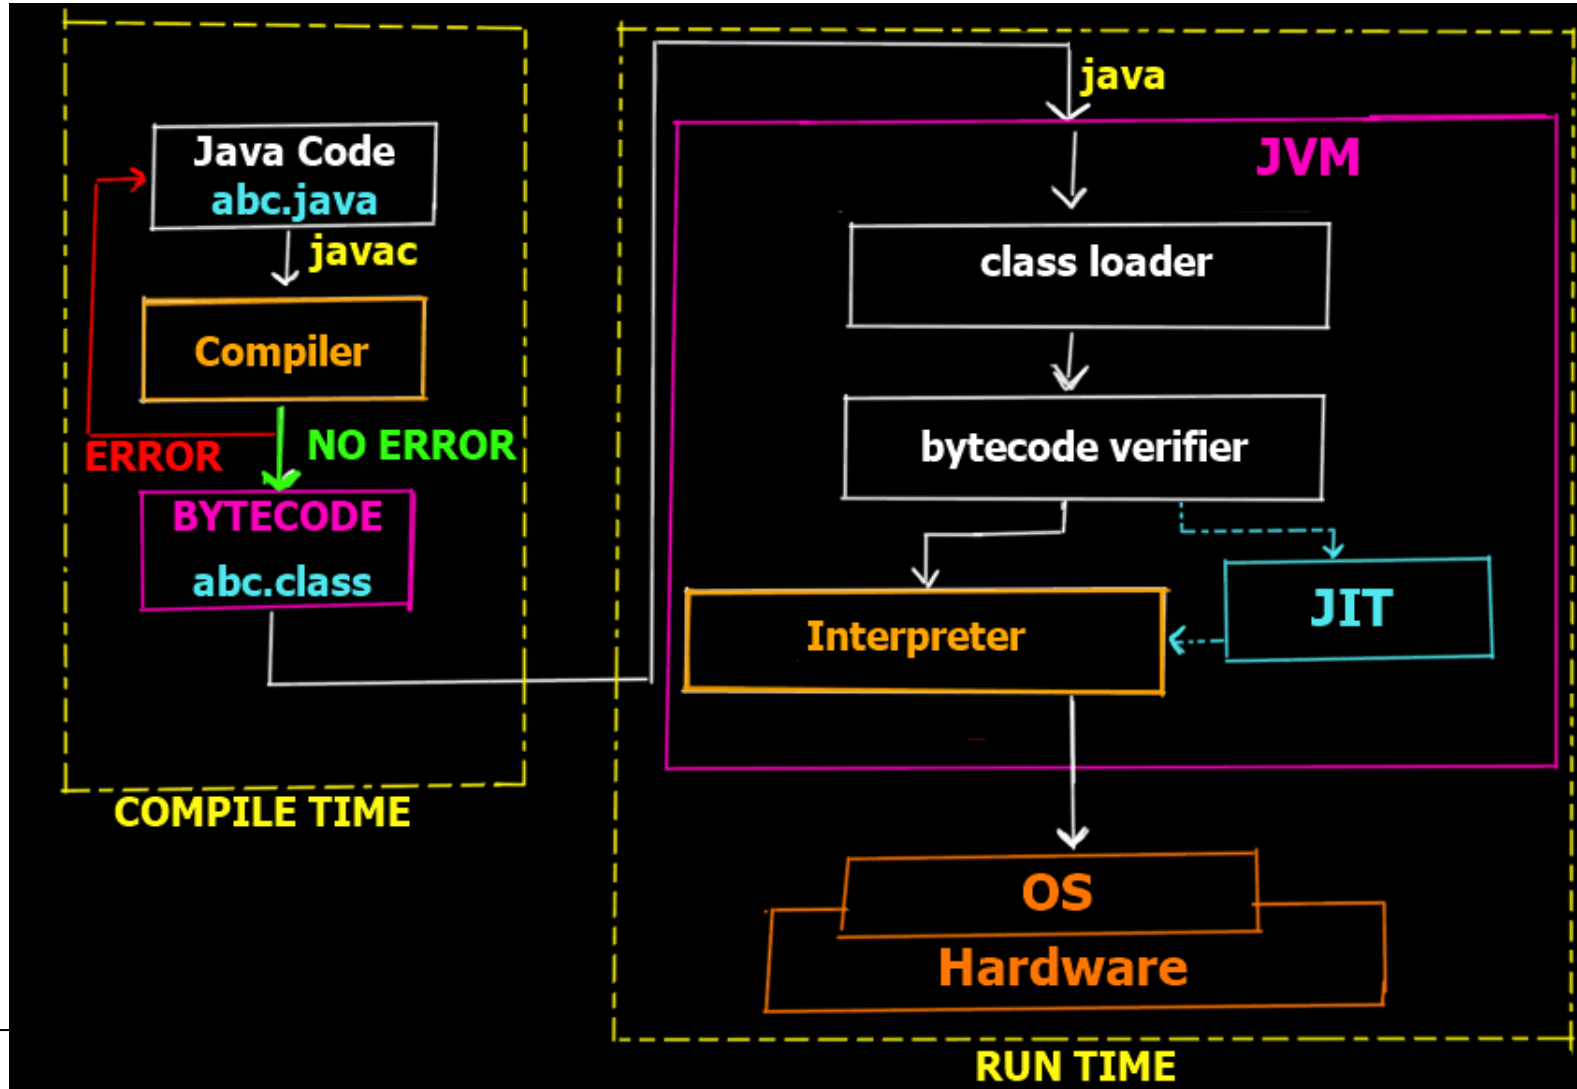 Java Code
abc.java
javac
Compiler
ERROR
NO ERROR
BYTECODE
abc.class
COMPILE TIME
java
JVM
class loader
bytecode verifier
Interpreter
JIT
OS
Hardware
RUN TIME